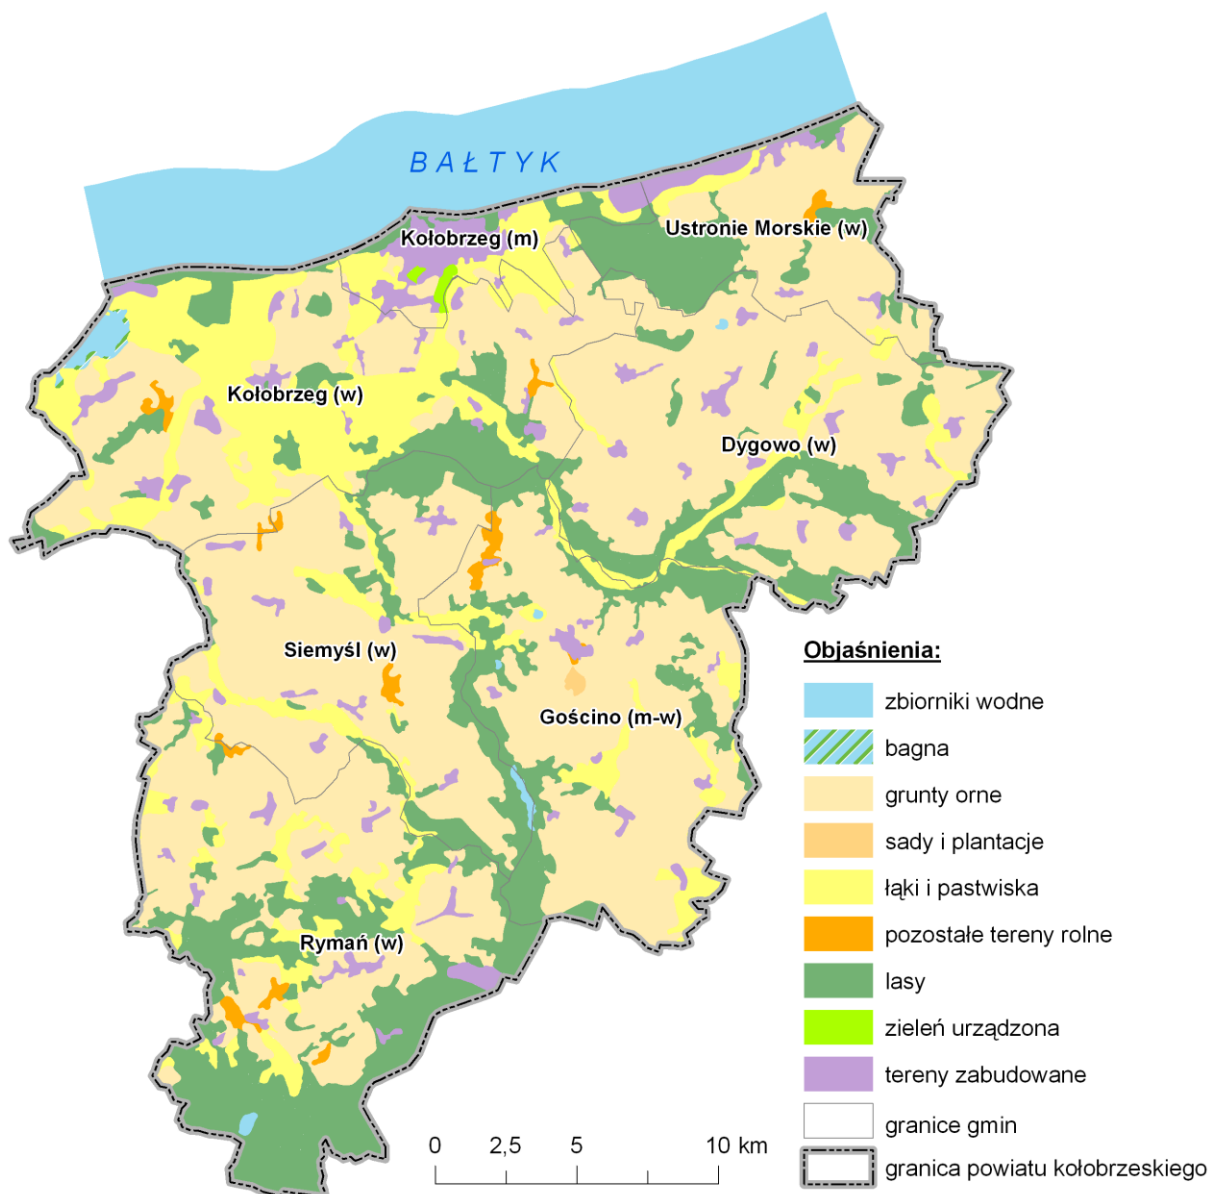 BAŁTYK
Kołobrzeg (m)
Ustronie Morskie (w)
Kołobrzeg (w)
Dygowo (w)
Siemyśl (w)
Gościno (m-w)
Rymań (w)
Objaśnienia:
zbiorniki wodne
bagna
grunty orne
sady i plantacje
łąki i pastwiska
pozostałe tereny rolne
lasy
zieleń urządzona
tereny zabudowane
granice gmin
granica powiatu kołobrzeskiego
0 2,5 5 10 km